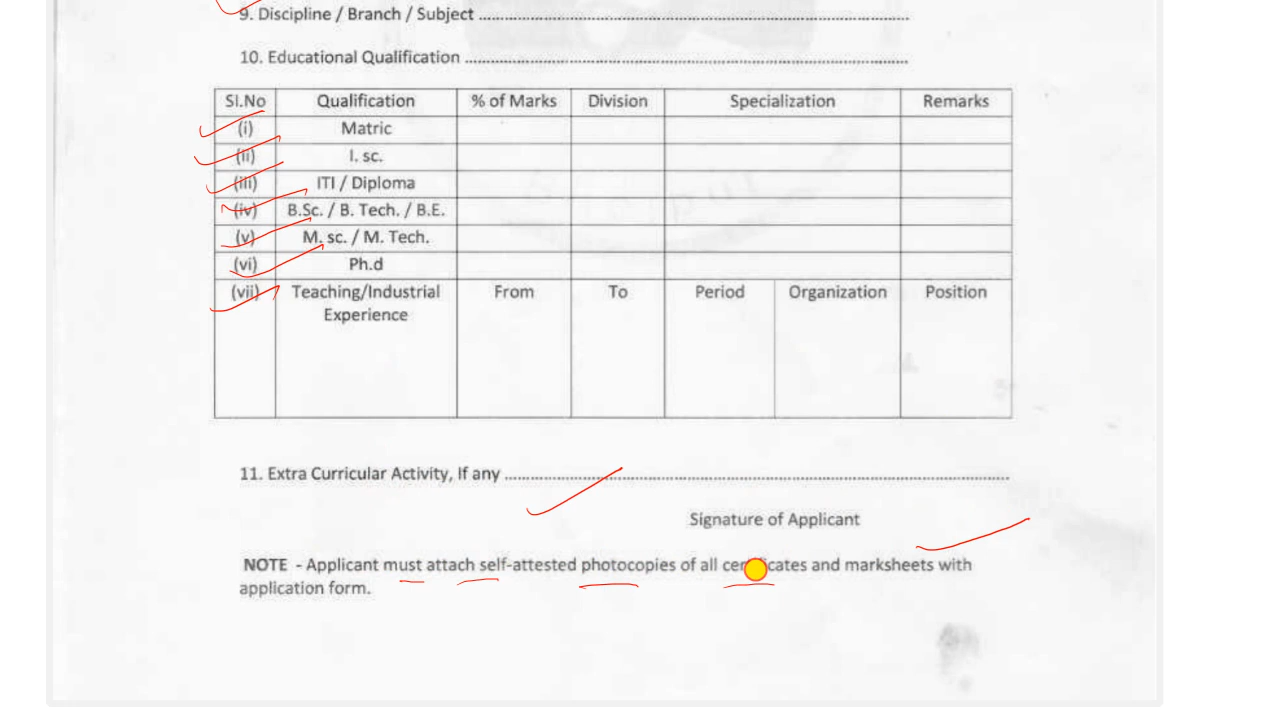 9. Discipline / Branch / Subject ........................................
10. Educational Qualification ........................................
Sl.No Qualification % of Marks Division Specialization Remarks
(i) Matric
(ii) I. sc.
(iii) ITI / Diploma
(iv) B.Sc. / B. Tech. / B.E.
(v) M. sc. / M. Tech.
(vi) Ph.d
(vii) Teaching/Industrial From To Period Organization Position
Experience
11. Extra Curricular Activity, If any ........................................
Signature of Applicant
NOTE - Applicant must attach self-attested photocopies of all certificates and marksheets with
application form.